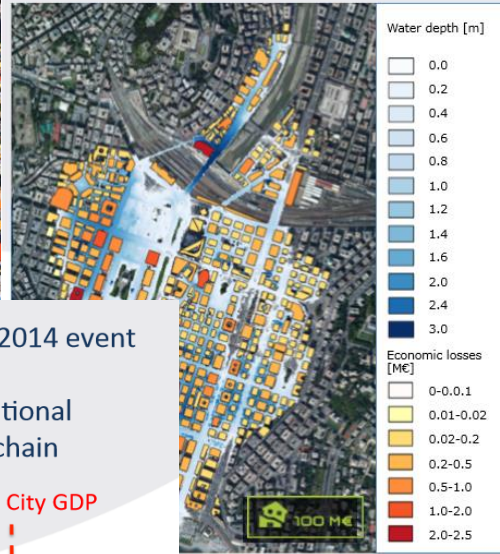 Water depth [m]
0.0
0.2
0.4
0.6
0.8
1.0
1.2
1.4
1.6
2.0
2.4
3.0
Economic losses
[M€]
0-0.0.1
0.01-0.02
0.02-0.2
0.2-0.5
0.5-1.0
1.0-2.0
2.0-2.5
2014 event
tional
chain
City GDP
100 M€